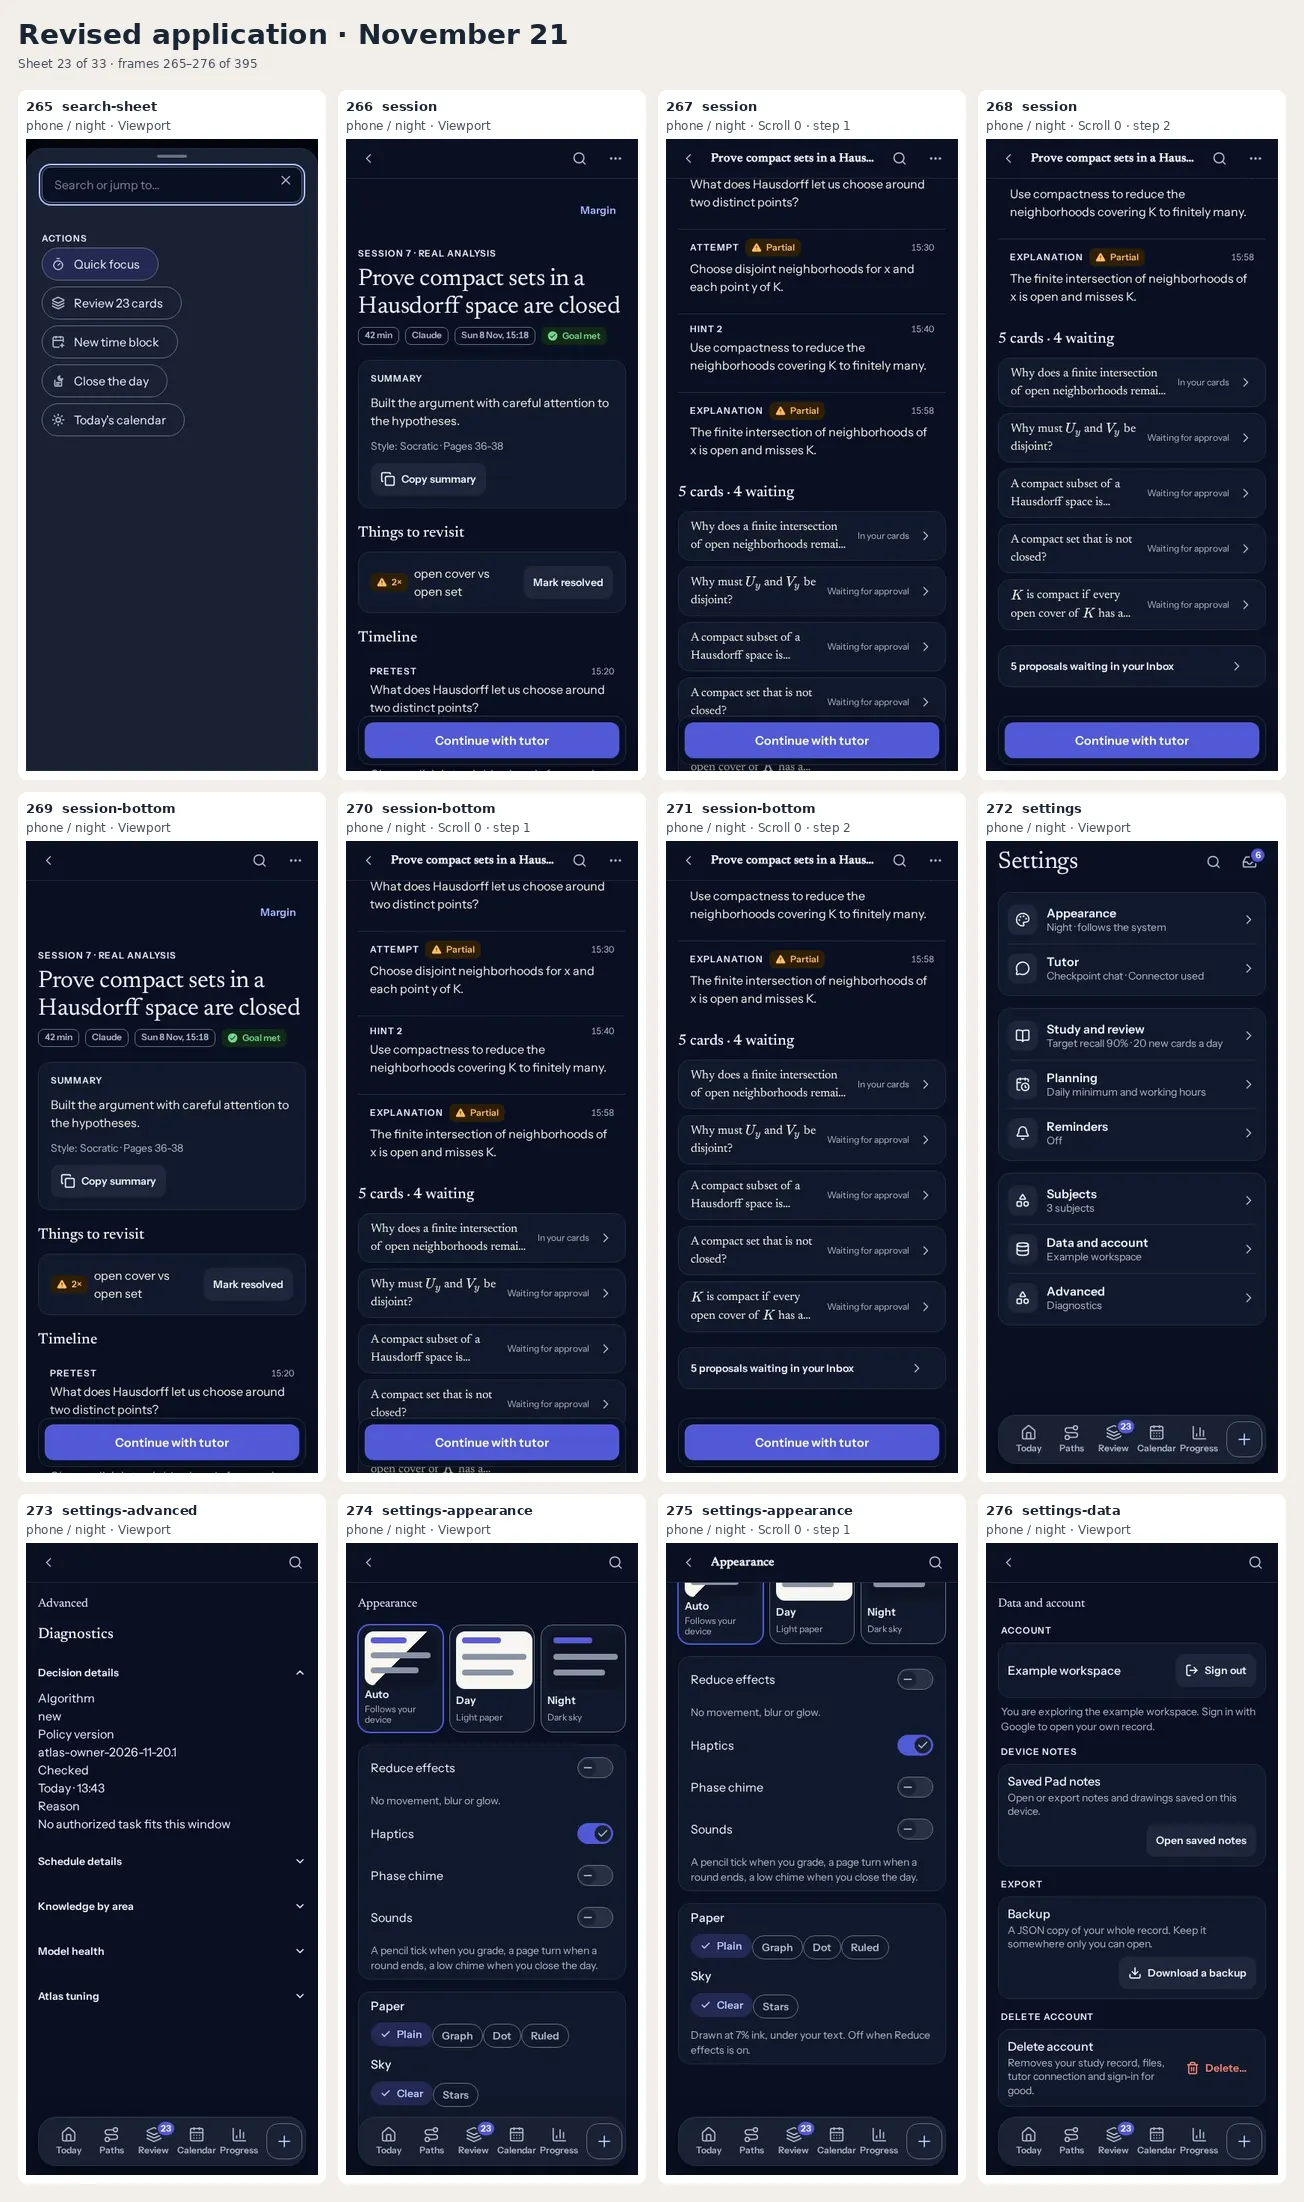 Revised application · November 21
Sheet 23 of 33 · frames 265–276 of 395
265 search-sheet
phone / night · Viewport
Search or jump to...
ACTIONS
Quick focus
Review 23 cards
New time block
Close the day
Today's calendar
266 session
phone / night · Viewport
Margin
SESSION 7 · REAL ANALYSIS
Prove compact sets in a
Hausdorff space are closed
42 min
Claude
Sun 8 Nov, 15:18
Goal met
SUMMARY
Built the argument with careful attention to
the hypotheses.
Style: Socratic · Pages 36–38
Copy summary
Things to revisit
2×
open cover vs
open set
Mark resolved
Timeline
PRETEST
15:20
What does Hausdorff let us choose around
two distinct points?
Continue with tutor
267 session
phone / night · Scroll 0 · step 1
Prove compact sets in a Haus...
What does Hausdorff let us choose around
two distinct points?
ATTEMPT
Partial
15:30
Choose disjoint neighborhoods for x and
each point y of K.
HINT 2
15:40
Use compactness to reduce the
neighborhoods covering K to finitely many.
EXPLANATION
Partial
15:58
The finite intersection of neighborhoods of
x is open and misses K.
5 cards · 4 waiting
Why does a finite intersection
of open neighborhoods remai...
In your cards
Why must U_y and V_y be
disjoint?
Waiting for approval
A compact subset of a
Hausdorff space is...
Waiting for approval
A compact set that is not
closed?
Waiting for approval
Continue with tutor
open cover of K has a...
268 session
phone / night · Scroll 0 · step 2
Prove compact sets in a Haus...
Use compactness to reduce the
neighborhoods covering K to finitely many.
EXPLANATION
Partial
15:58
The finite intersection of neighborhoods of
x is open and misses K.
5 cards · 4 waiting
Why does a finite intersection
of open neighborhoods remai...
In your cards
Why must U_y and V_y be
disjoint?
Waiting for approval
A compact subset of a
Hausdorff space is...
Waiting for approval
A compact set that is not
closed?
Waiting for approval
K is compact if every
open cover of K has a...
Waiting for approval
5 proposals waiting in your Inbox
Continue with tutor
269 session-bottom
phone / night · Viewport
Margin
SESSION 7 · REAL ANALYSIS
Prove compact sets in a
Hausdorff space are closed
42 min
Claude
Sun 8 Nov, 15:18
Goal met
SUMMARY
Built the argument with careful attention to
the hypotheses.
Style: Socratic · Pages 36–38
Copy summary
Things to revisit
2×
open cover vs
open set
Mark resolved
Timeline
PRETEST
15:20
What does Hausdorff let us choose around
two distinct points?
Continue with tutor
270 session-bottom
phone / night · Scroll 0 · step 1
Prove compact sets in a Haus...
What does Hausdorff let us choose around
two distinct points?
ATTEMPT
Partial
15:30
Choose disjoint neighborhoods for x and
each point y of K.
HINT 2
15:40
Use compactness to reduce the
neighborhoods covering K to finitely many.
EXPLANATION
Partial
15:58
The finite intersection of neighborhoods of
x is open and misses K.
5 cards · 4 waiting
Why does a finite intersection
of open neighborhoods remai...
In your cards
Why must U_y and V_y be
disjoint?
Waiting for approval
A compact subset of a
Hausdorff space is...
Waiting for approval
A compact set that is not
closed?
Waiting for approval
Continue with tutor
open cover of K has a...
271 session-bottom
phone / night · Scroll 0 · step 2
Prove compact sets in a Haus...
Use compactness to reduce the
neighborhoods covering K to finitely many.
EXPLANATION
Partial
15:58
The finite intersection of neighborhoods of
x is open and misses K.
5 cards · 4 waiting
Why does a finite intersection
of open neighborhoods remai...
In your cards
Why must U_y and V_y be
disjoint?
Waiting for approval
A compact subset of a
Hausdorff space is...
Waiting for approval
A compact set that is not
closed?
Waiting for approval
K is compact if every
open cover of K has a...
Waiting for approval
5 proposals waiting in your Inbox
Continue with tutor
272 settings
phone / night · Viewport
Settings
6
Appearance
Night · follows the system
Tutor
Checkpoint chat · Connector used
Study and review
Target recall 90% · 20 new cards a day
Planning
Daily minimum and working hours
Reminders
Off
Subjects
3 subjects
Data and account
Example workspace
Advanced
Diagnostics
23
Today Paths Review Calendar Progress
273 settings-advanced
phone / night · Viewport
Advanced
Diagnostics
Decision details
Algorithm
new
Policy version
atlas-owner-2026-11-20.1
Checked
Today · 13:43
Reason
No authorized task fits this window
Schedule details
Knowledge by area
Model health
Atlas tuning
23
Today Paths Review Calendar Progress
274 settings-appearance
phone / night · Viewport
Appearance
Auto
Follows your
device
Day
Light paper
Night
Dark sky
Reduce effects
No movement, blur or glow.
Haptics
Phase chime
Sounds
A pencil tick when you grade, a page turn when a
round ends, a low chime when you close the day.
Paper
Plain Graph Dot Ruled
Sky
Clear Stars
23
Today Paths Review Calendar Progress
275 settings-appearance
phone / night · Scroll 0 · step 1
Appearance
Auto
Follows your
device
Day
Light paper
Night
Dark sky
Reduce effects
No movement, blur or glow.
Haptics
Phase chime
Sounds
A pencil tick when you grade, a page turn when a
round ends, a low chime when you close the day.
Paper
Plain Graph Dot Ruled
Sky
Clear Stars
Drawn at 7% ink, under your text. Off when Reduce
effects is on.
23
Today Paths Review Calendar Progress
276 settings-data
phone / night · Viewport
Data and account
ACCOUNT
Example workspace
Sign out
You are exploring the example workspace. Sign in with
Google to open your own record.
DEVICE NOTES
Saved Pad notes
Open or export notes and drawings saved on this
device.
Open saved notes
EXPORT
Backup
A JSON copy of your whole record. Keep it
somewhere only you can open.
Download a backup
DELETE ACCOUNT
Delete account
Removes your study record, files,
tutor connection and sign-in for
good.
Delete...
23
Today Paths Review Calendar Progress